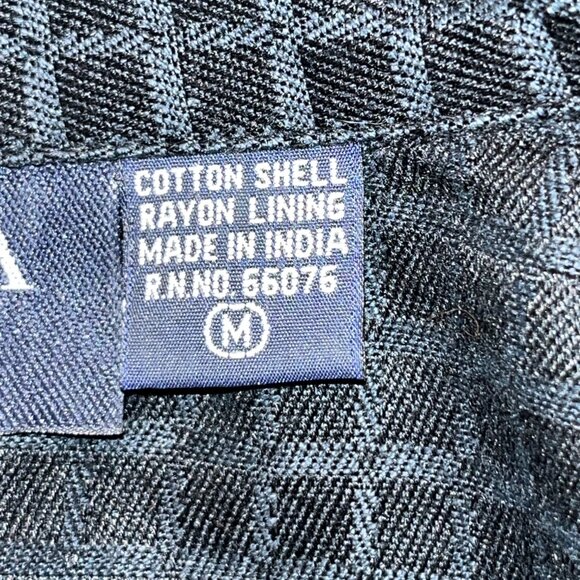 COTTON SHELL
RAYON LINING
MADE IN INDIA
R.N.NO. 66076
M
A